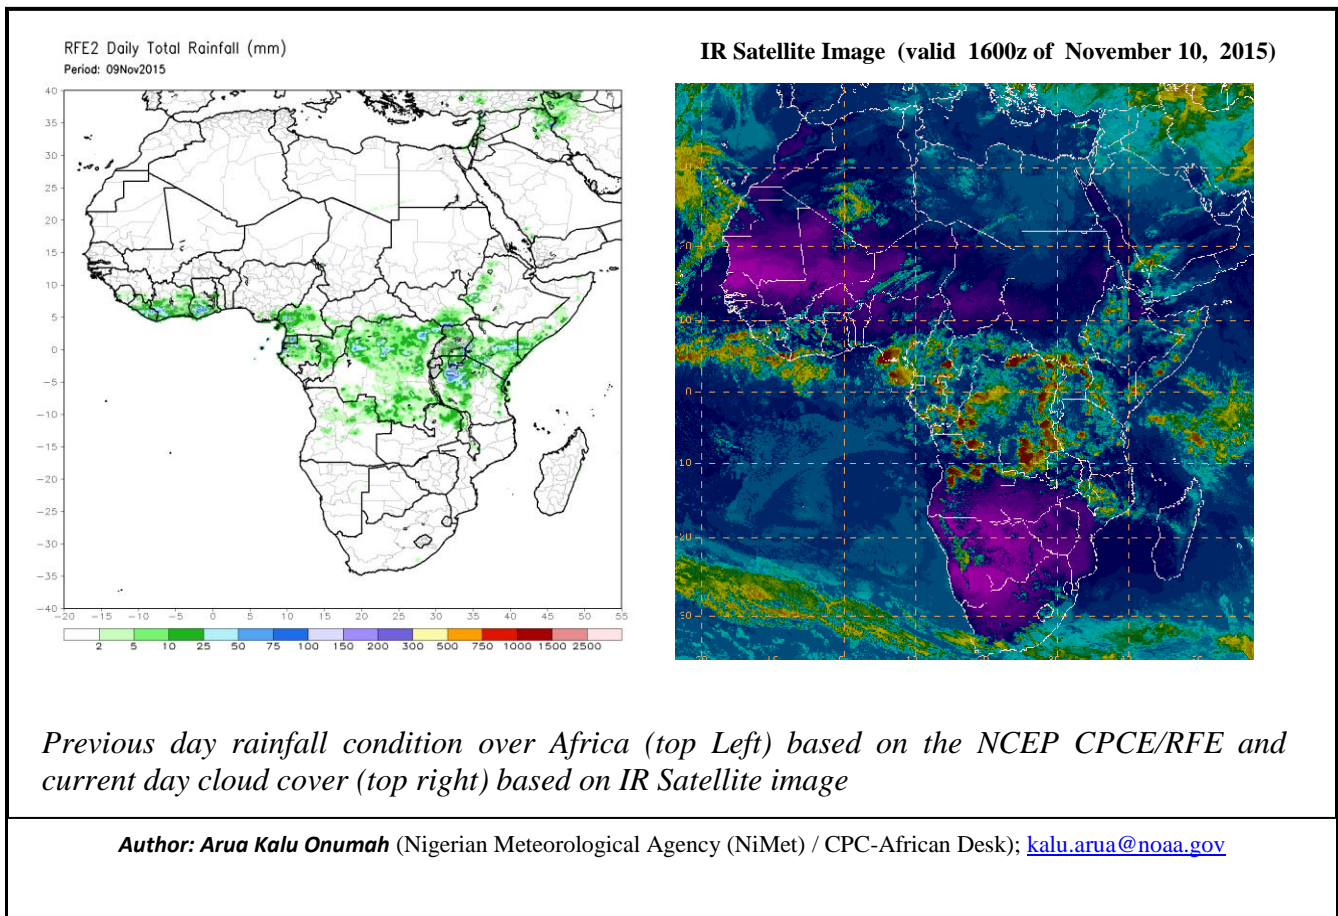 RFE2 Daily Total Rainfall (mm)
Period: 09Nov2015
40
35
30
25
20
15
10
5
0
−5
−10
−15
−20
−25
−30
−35
−40
−20 −15 −10 −5 0 5 10 15 20 25 30 35 40 45 50 55
2 5 10 25 50 75 100 150 200 300 500 750 1000 1500 2500
IR Satellite Image (valid 1600z of November 10, 2015)
10
0
10
20
30
Previous day rainfall condition over Africa (top Left) based on the NCEP CPCE/RFE and
current day cloud cover (top right) based on IR Satellite image
Author: Arua Kalu Onumah (Nigerian Meteorological Agency (NiMet) / CPC-African Desk); kalu.arua@noaa.gov